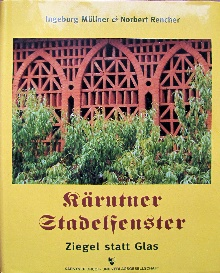 Ingeburg Müllner & Norbert Rencher
Kärntner
Stadelfenster
Ziegel statt Glas